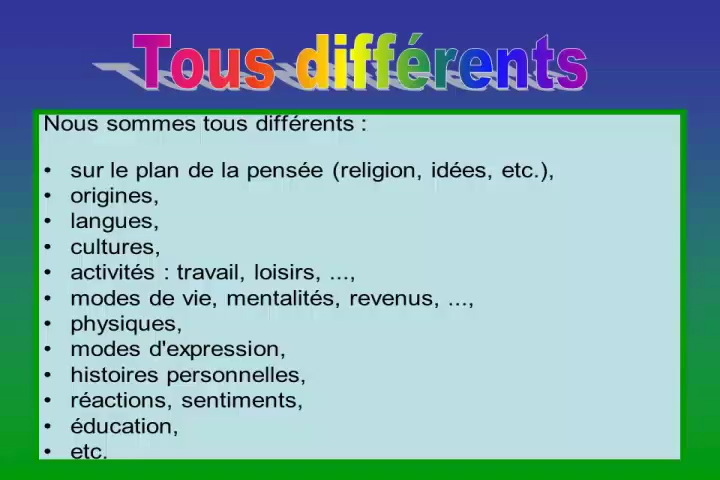 Tous différents
Nous sommes tous différents :
• sur le plan de la pensée (religion, idées, etc.),
• origines,
• langues,
• cultures,
• activités : travail, loisirs, ...,
• modes de vie, mentalités, revenus, ...,
• physiques,
• modes d'expression,
• histoires personnelles,
• réactions, sentiments,
• éducation,
• etc.